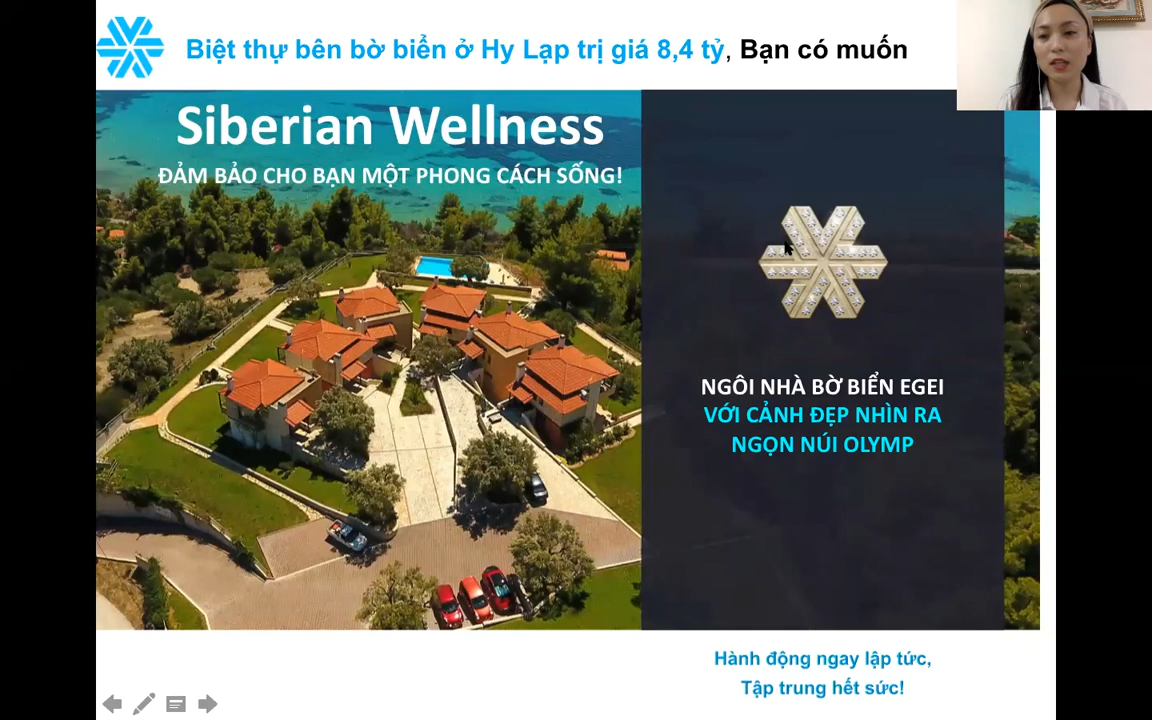 Biệt thự bên bờ biển ở Hy Lạp trị giá 8,4 tỷ, Bạn có muốn
Siberian Wellness
ĐẢM BẢO CHO BẠN MỘT PHONG CÁCH SỐNG!
NGÔI NHÀ BỜ BIỂN EGEI
VỚI CẢNH ĐẸP NHÌN RA
NGỌN NÚI OLYMP
Hành động ngay lập tức,
Tập trung hết sức!